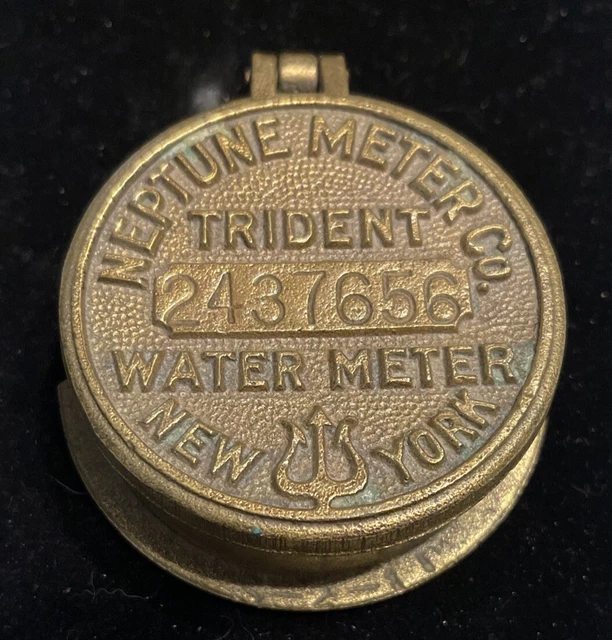 NEPTUNE METER Co.
TRIDENT
2437656
WATER METER
NEW YORK